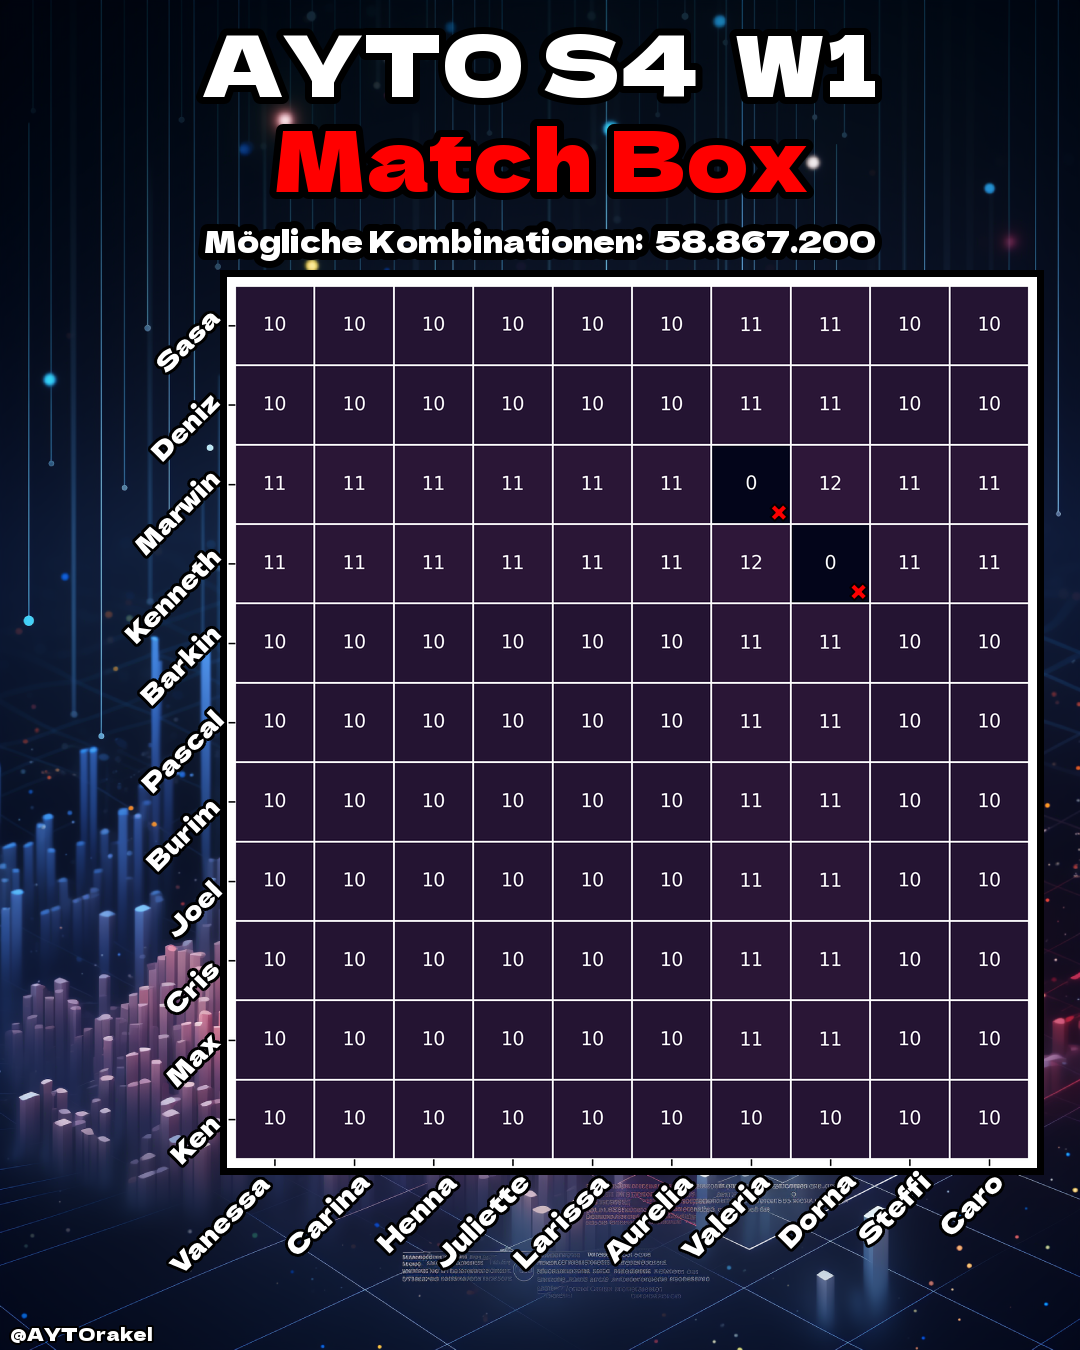 AYTO S4 W1
Match Box
Mögliche Kombinationen: 58.867.200
Sasa 10 10 10 10 10 10 11 11 10 10
Deniz 10 10 10 10 10 10 11 11 10 10
Marwin 11 11 11 11 11 11 0 12 11 11
Kenneth 11 11 11 11 11 11 12 0 11 11
Barkin 10 10 10 10 10 10 11 11 10 10
Pascal 10 10 10 10 10 10 11 11 10 10
Burim 10 10 10 10 10 10 11 11 10 10
Joel 10 10 10 10 10 10 11 11 10 10
Cris 10 10 10 10 10 10 11 11 10 10
Max 10 10 10 10 10 10 11 11 10 10
Ken 10 10 10 10 10 10 10 10 10 10
Vanessa Carina Henna Juliette Larissa Aurelia Valeria Dorna Steffi Caro
@AYTOrakel